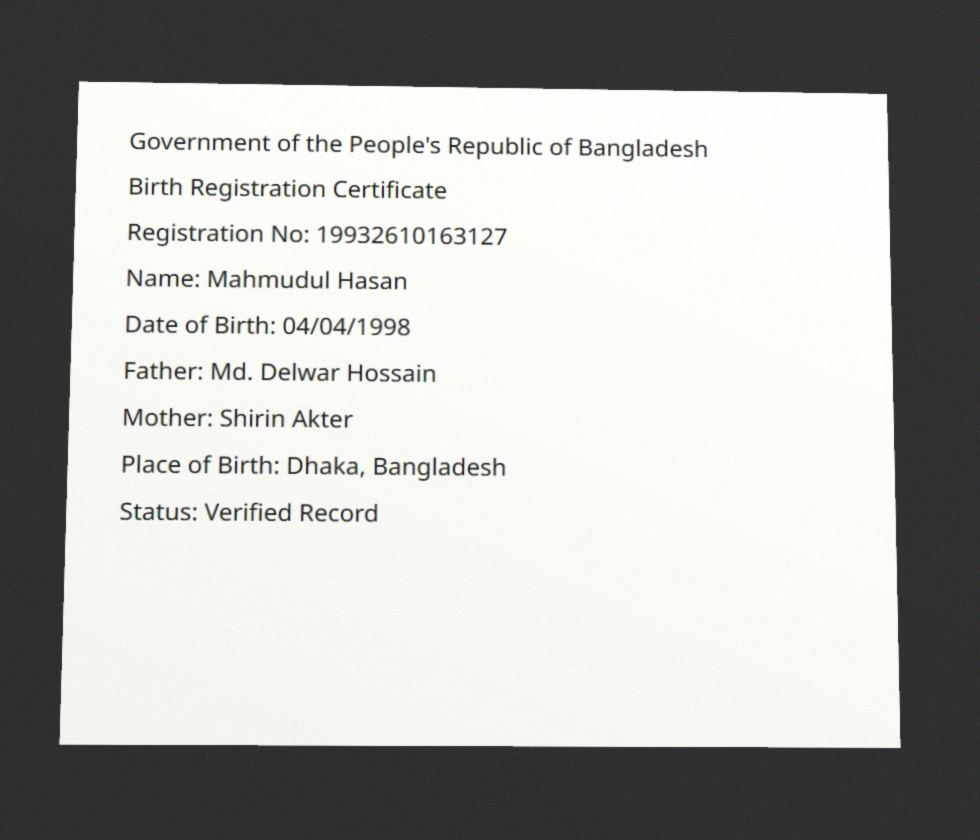 Government of the People's Republic of Bangladesh
Birth Registration Certificate
Registration No: 19932610163127
Name: Mahmudul Hasan
Date of Birth: 04/04/1998
Father: Md. Delwar Hossain
Mother: Shirin Akter
Place of Birth: Dhaka, Bangladesh
Status: Verified Record